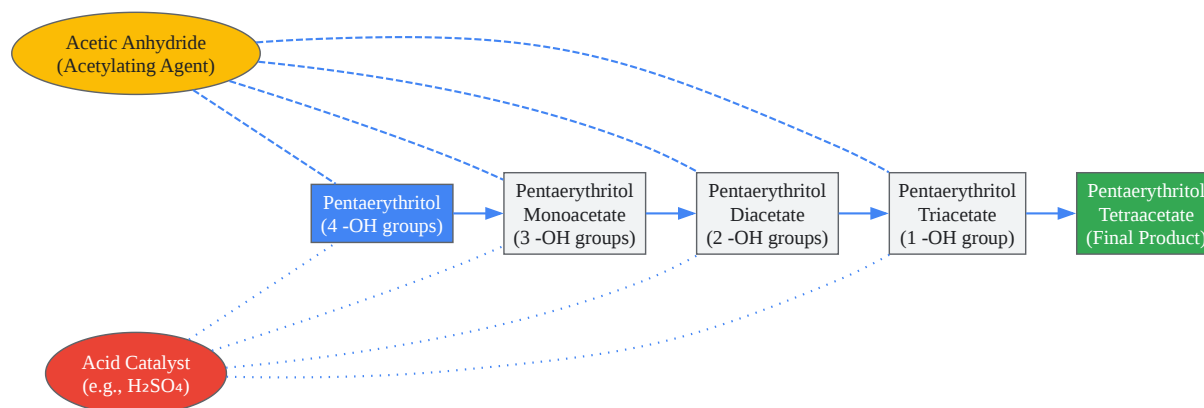 Acetic Anhydride
(Acetylating Agent)
Pentaerythritol
(4 -OH groups)
Pentaerythritol
Monoacetate
(3 -OH groups)
Pentaerythritol
Diacetate
(2 -OH groups)
Pentaerythritol
Triacetate
(1 -OH group)
Pentaerythritol
Tetraacetate
(Final Product)
Acid Catalyst
(e.g., H₂SO₄)